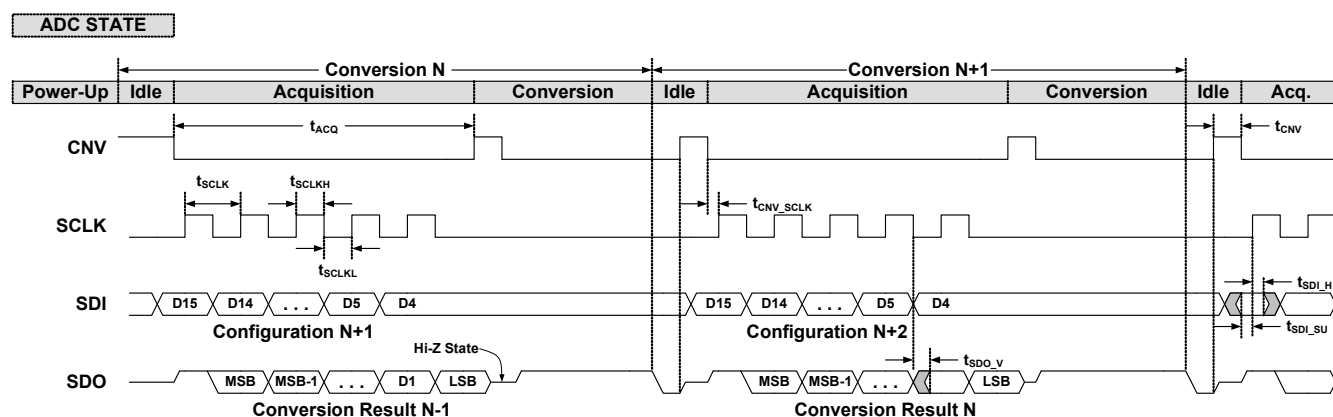 ADC STATE
Conversion N Conversion N+1
Power-Up Idle Acquisition Conversion Idle Acquisition Conversion Idle Acq.
tACQ tCNV
CNV
tSCLK tSCLKH tCNV_SCLK
SCLK
tSCLKL
tSDI_H
SDI D15 D14 . . . D5 D4 D15 D14 . . . D5 D4
Configuration N+1 Configuration N+2
tSDI_SU
Hi-Z State tSDO_V
SDO MSB MSB-1 . . . D1 LSB MSB MSB-1 . . . LSB
Conversion Result N-1 Conversion Result N